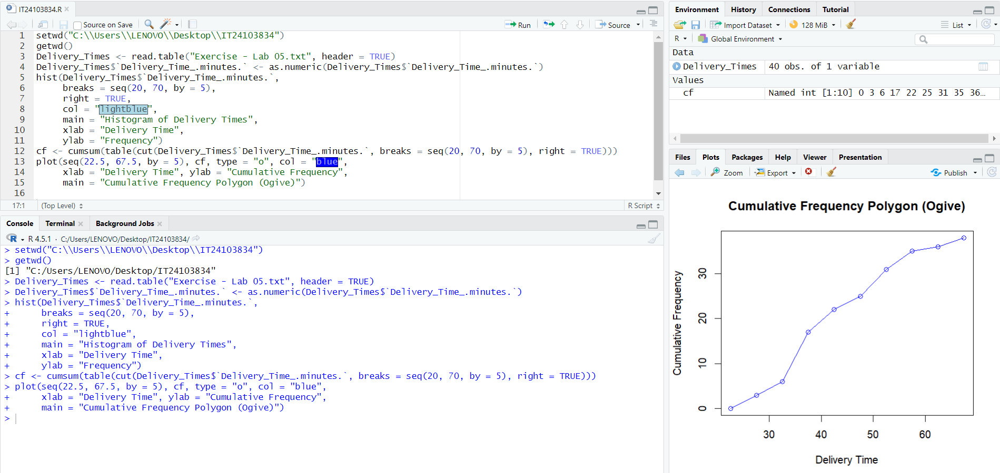 IT24103834.R
Source on Save
Run
Source
1 setwd("C:\\Users\\LENOVO\\Desktop\\IT24103834")
2 getwd()
3 Delivery_Times <- read.table("Exercise - Lab 05.txt", header = TRUE)
4 Delivery_Times$`Delivery_Time_.minutes.` <- as.numeric(Delivery_Times$`Delivery_Time_.minutes.`)
5 hist(Delivery_Times$`Delivery_Time_.minutes.`,
6 breaks = seq(20, 70, by = 5),
7 right = TRUE,
8 col = "lightblue",
9 main = "Histogram of Delivery Times",
10 xlab = "Delivery Time",
11 ylab = "Frequency")
12 cf <- cumsum(table(cut(Delivery_Times$`Delivery_Time_.minutes.`, breaks = seq(20, 70, by = 5), right = TRUE)))
13 plot(seq(22.5, 67.5, by = 5), cf, type = "o", col = "blue",
14 xlab = "Delivery Time", ylab = "Cumulative Frequency",
15 main = "Cumulative Frequency Polygon (Ogive)")
16
17:1 (Top Level) R Script
Console Terminal Background Jobs
R R 4.5.1 · C:/Users/LENOVO/Desktop/IT24103834/
> setwd("C:\\Users\\LENOVO\\Desktop\\IT24103834")
> getwd()
[1] "C:/Users/LENOVO/Desktop/IT24103834"
> Delivery_Times <- read.table("Exercise - Lab 05.txt", header = TRUE)
> Delivery_Times$`Delivery_Time_.minutes.` <- as.numeric(Delivery_Times$`Delivery_Time_.minutes.`)
> hist(Delivery_Times$`Delivery_Time_.minutes.`,
+ breaks = seq(20, 70, by = 5),
+ right = TRUE,
+ col = "lightblue",
+ main = "Histogram of Delivery Times",
+ xlab = "Delivery Time",
+ ylab = "Frequency")
> cf <- cumsum(table(cut(Delivery_Times$`Delivery_Time_.minutes.`, breaks = seq(20, 70, by = 5), right = TRUE)))
> plot(seq(22.5, 67.5, by = 5), cf, type = "o", col = "blue",
+ xlab = "Delivery Time", ylab = "Cumulative Frequency",
+ main = "Cumulative Frequency Polygon (Ogive)")
>
Environment History Connections Tutorial
Import Dataset 128 MiB List
R Global Environment
Data
Delivery_Times 40 obs. of 1 variable
Values
cf Named int [1:10] 0 3 6 17 22 25 31 35 36…
Files Plots Packages Help Viewer Presentation
Zoom Export Publish
Cumulative Frequency Polygon (Ogive)
Cumulative Frequency
30
20
10
0
30 40 50 60
Delivery Time